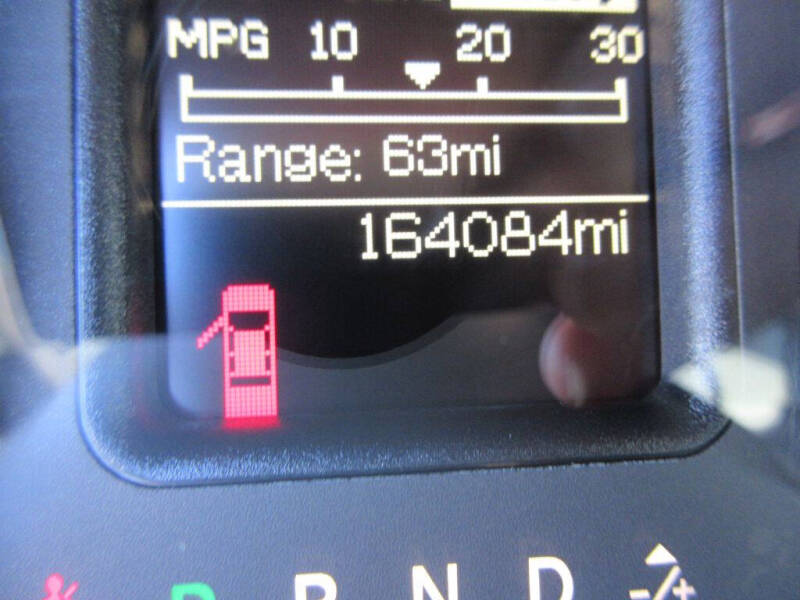 MPG 10 20 30
Range: 63mi
164084mi
P R N D -/+